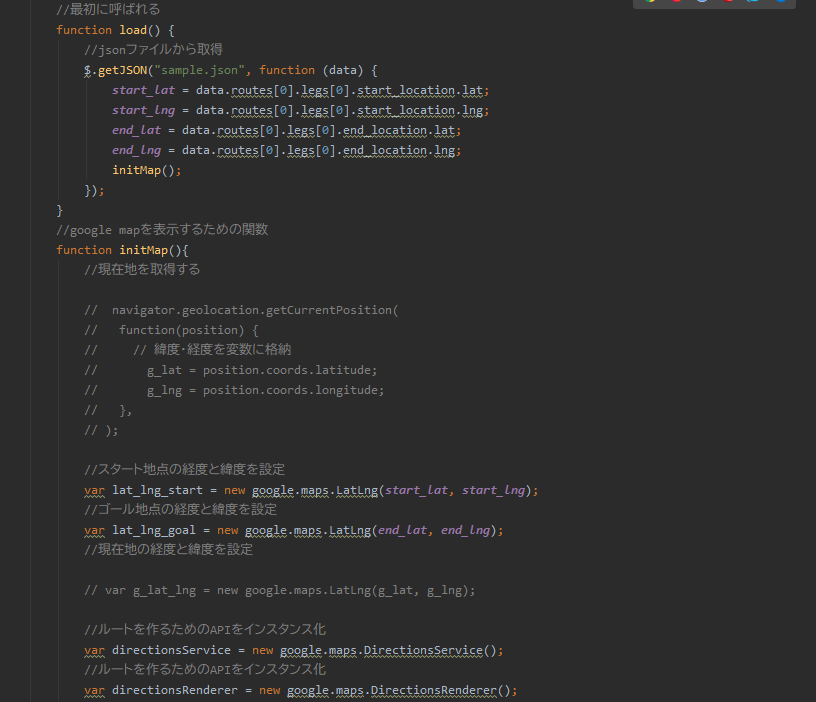 //最初に呼ばれる
function load() {
//jsonファイルから取得
$.getJSON("sample.json", function (data) {
start_lat = data.routes[0].legs[0].start_location.lat;
start_lng = data.routes[0].legs[0].start_location.lng;
end_lat = data.routes[0].legs[0].end_location.lat;
end_lng = data.routes[0].legs[0].end_location.lng;
initMap();
});
}
//google mapを表示するための関数
function initMap(){
//現在地を取得する
//  navigator.geolocation.getCurrentPosition(
//   function(position) {
//     // 緯度・経度を変数に格納
//       g_lat = position.coords.latitude;
//       g_lng = position.coords.longitude;
//   },
// );
//スタート地点の経度と緯度を設定
var lat_lng_start = new google.maps.LatLng(start_lat, start_lng);
//ゴール地点の経度と緯度を設定
var lat_lng_goal = new google.maps.LatLng(end_lat, end_lng);
//現在地の経度と緯度を設定
// var g_lat_lng = new google.maps.LatLng(g_lat, g_lng);
//ルートを作るためのAPIをインスタンス化
var directionsService = new google.maps.DirectionsService();
//ルートを作るためのAPIをインスタンス化
var directionsRenderer = new google.maps.DirectionsRenderer();